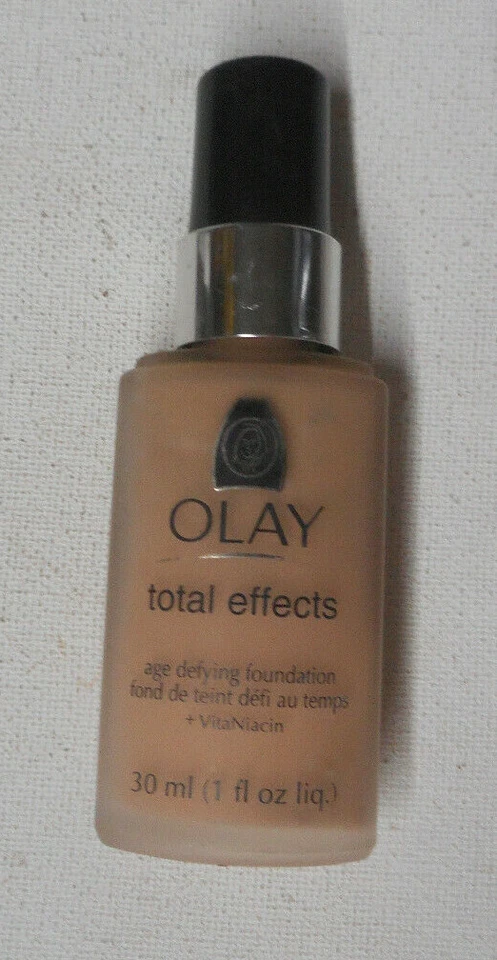 OLAY
total effects
age defying foundation
fond de teint défi au temps
+ VitaNiacin
30 ml (1 fl oz liq.)